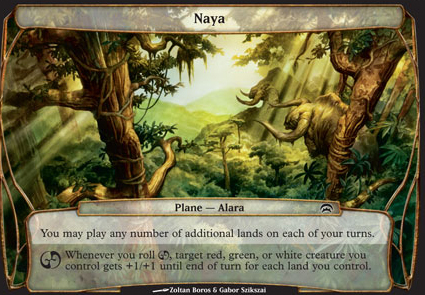 Naya
Plane — Alara
You may play any number of additional lands on each of your turns.
Whenever you roll , target red, green, or white creature you
control gets +1/+1 until end of turn for each land you control.
Zoltan Boros & Gabor Szikszai